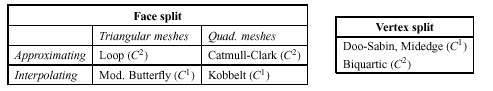 Face split
Triangular meshes Quad. meshes
Approximating Loop (C²) Catmull-Clark (C²)
Interpolating Mod. Butterfly (C¹) Kobbelt (C¹)
Vertex split
Doo-Sabin, Midedge (C¹)
Biquartic (C²)